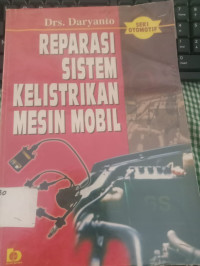 Drs. Daryanto
SERI
OTOMOTIF
REPARASI
SISTEM
KELISTRIKAN
MESIN MOBIL